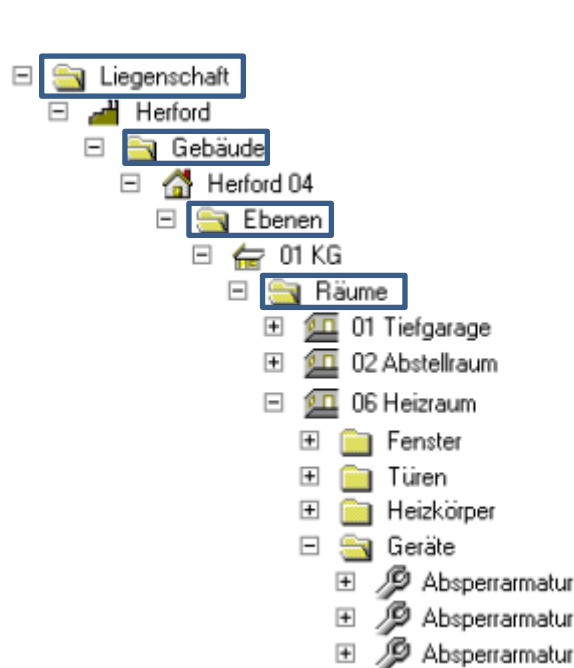 Liegenschaft
Herford
Gebäude
Herford 04
Ebenen
01 KG
Räume
01 Tiefgarage
02 Abstellraum
06 Heizraum
Fenster
Türen
Heizkörper
Geräte
Absperrarmatur
Absperrarmatur
Absperrarmatur